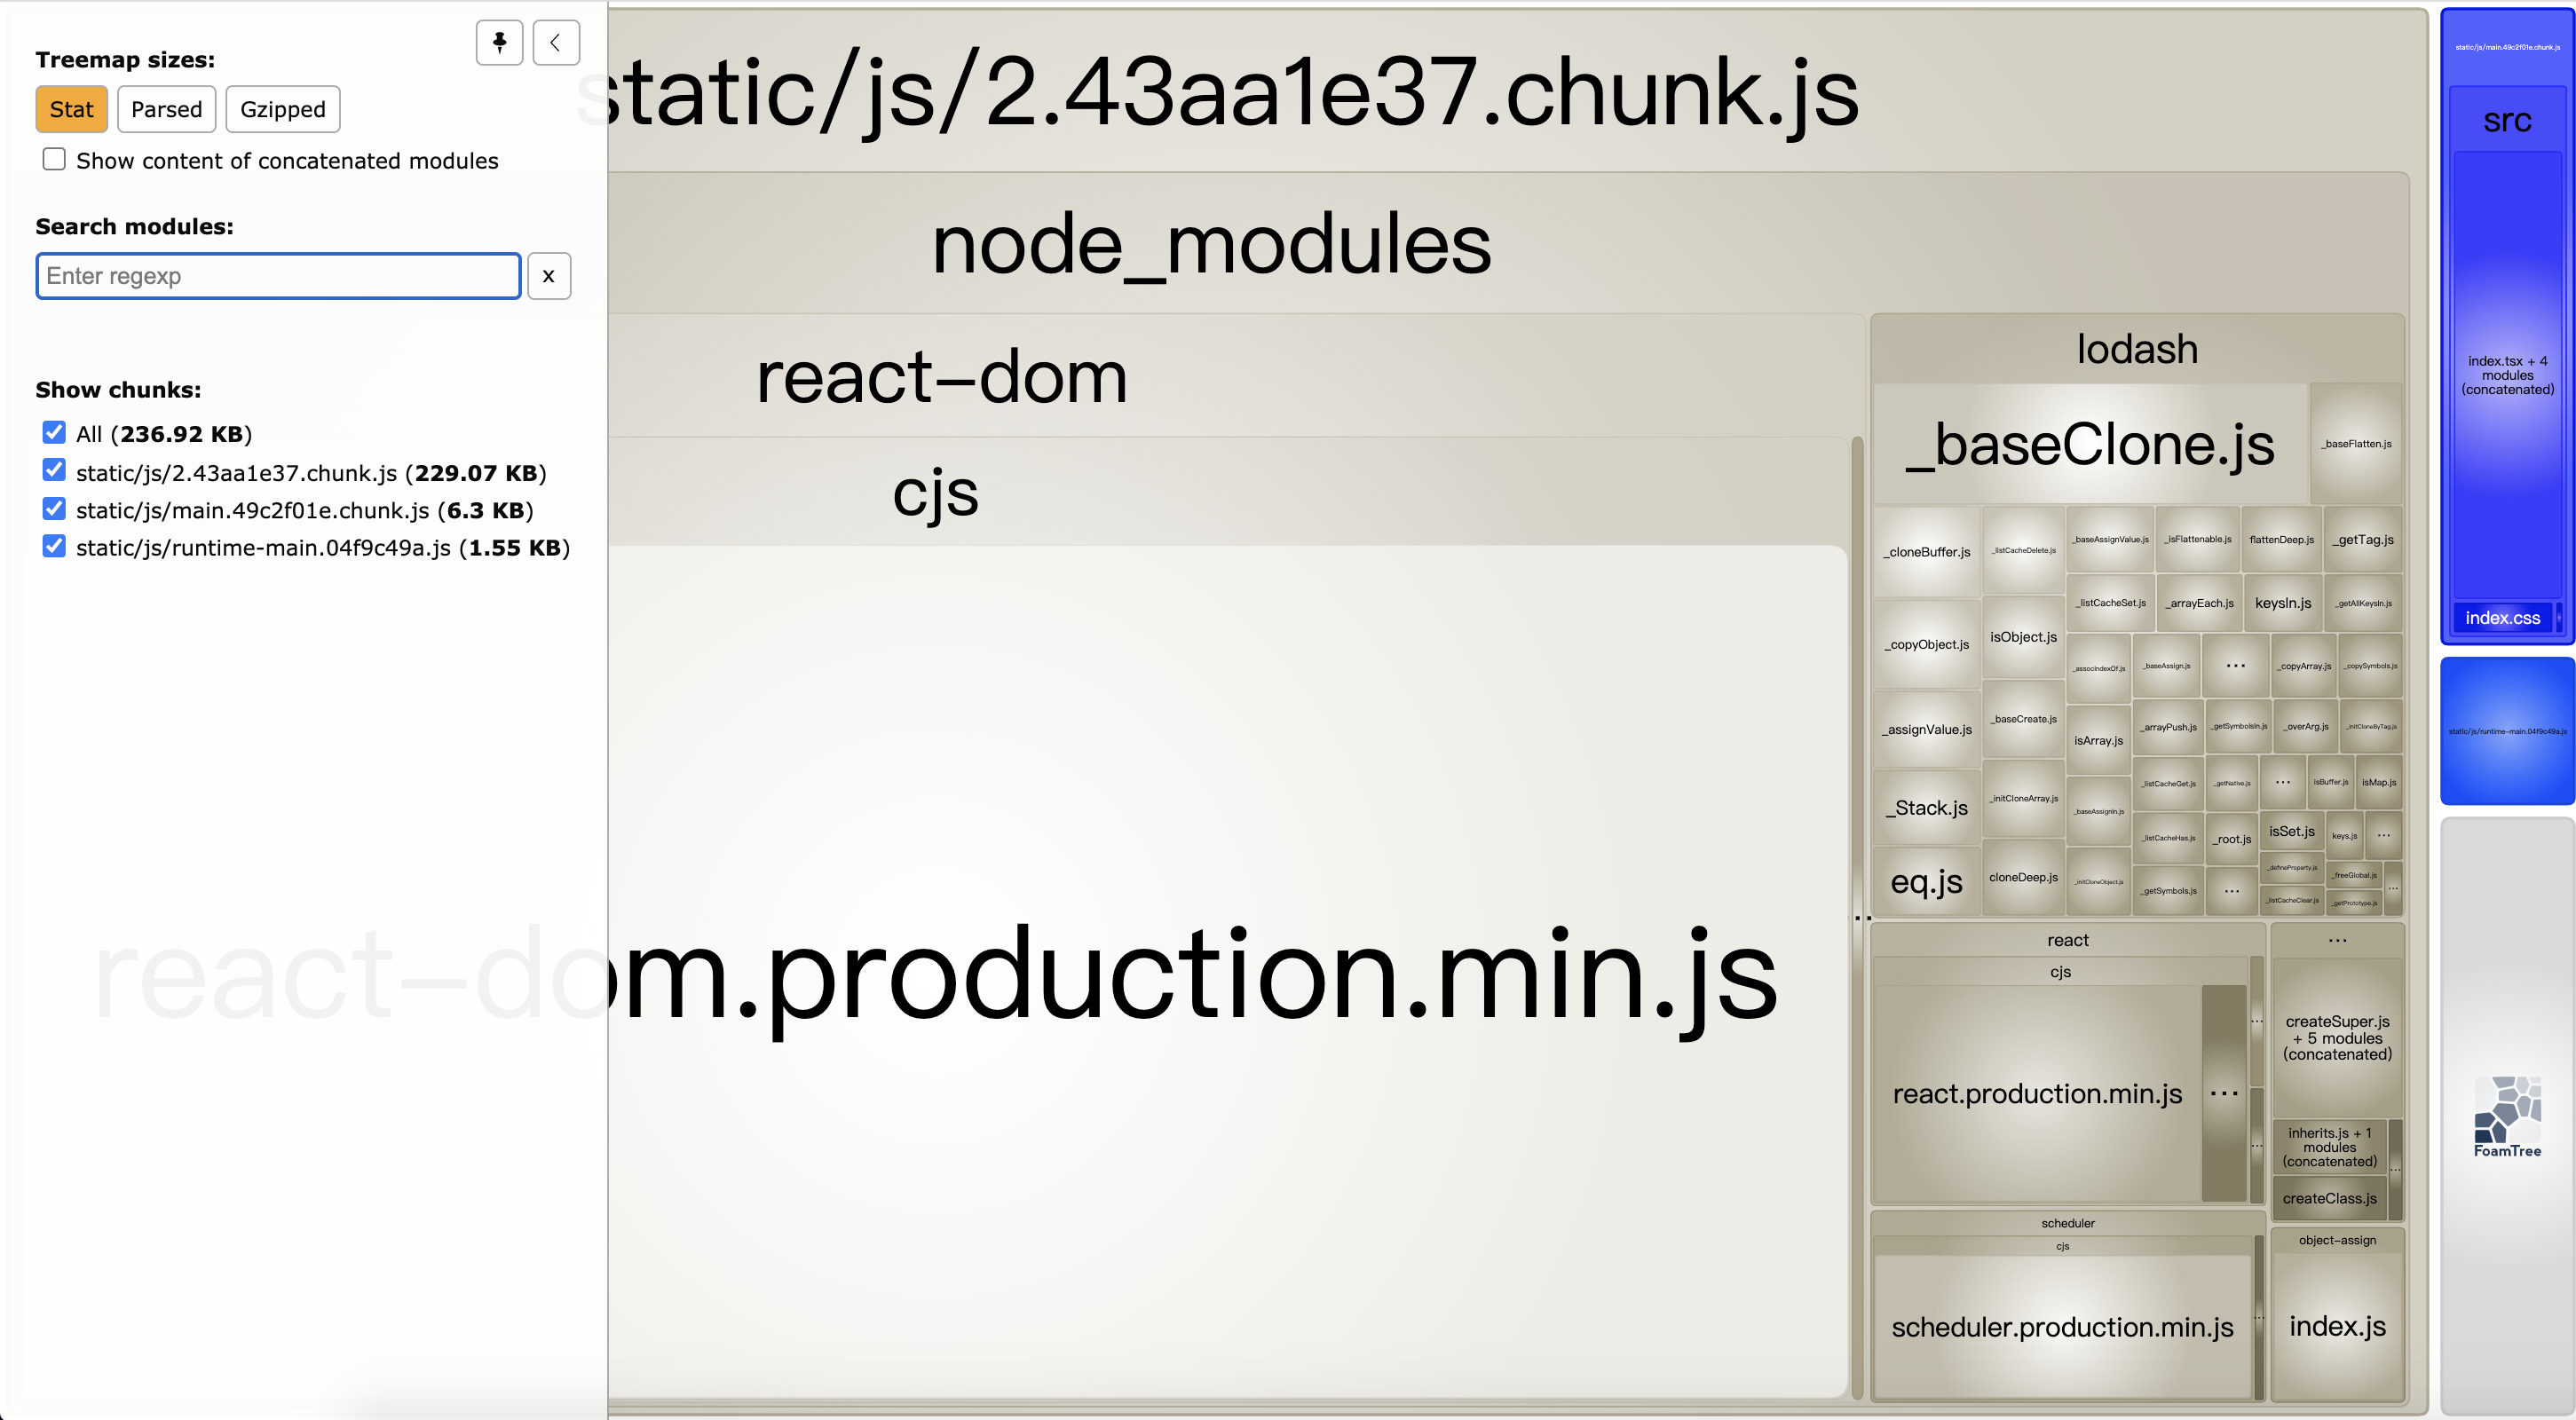 Treemap sizes:
Stat
Parsed
Gzipped
Show content of concatenated modules
Search modules:
Enter regexp
x
Show chunks:
All (236.92 KB)
static/js/2.43aa1e37.chunk.js (229.07 KB)
static/js/main.49c2f01e.chunk.js (6.3 KB)
static/js/runtime-main.04f9c49a.js (1.55 KB)
static/js/2.43aa1e37.chunk.js
node_modules
react-dom
cjs
react-dom.production.min.js
...
lodash
_baseClone.js
_baseFlatten.js
_cloneBuffer.js
_listCacheDelete.js
_baseAssignValue.js
_isFlattenable.js
flattenDeep.js
_getTag.js
_listCacheSet.js
_arrayEach.js
keysIn.js
_getAllKeysIn.js
_copyObject.js
isObject.js
_assocIndexOf.js
_baseAssign.js
...
_copyArray.js
_copySymbols.js
_assignValue.js
_baseCreate.js
isArray.js
_arrayPush.js
_getSymbolsIn.js
_overArg.js
_initCloneByTag.js
_Stack.js
_initCloneArray.js
_baseAssignIn.js
_listCacheGet.js
_getNative.js
...
isBuffer.js
isMap.js
_listCacheHas.js
_root.js
isSet.js
keys.js
...
eq.js
cloneDeep.js
_initCloneObject.js
_getSymbols.js
...
_defineProperty.js
_freeGlobal.js
...
_listCacheClear.js
_getPrototype.js
react
cjs
react.production.min.js
...
...
...
...
createSuper.js
+ 5 modules
(concatenated)
inherits.js + 1
modules
(concatenated)
...
createClass.js
scheduler
cjs
scheduler.production.min.js
...
object-assign
index.js
static/js/main.49c2f01e.chunk.js
src
index.tsx + 4
modules
(concatenated)
index.css
static/js/runtime-main.04f9c49a.js
FoamTree